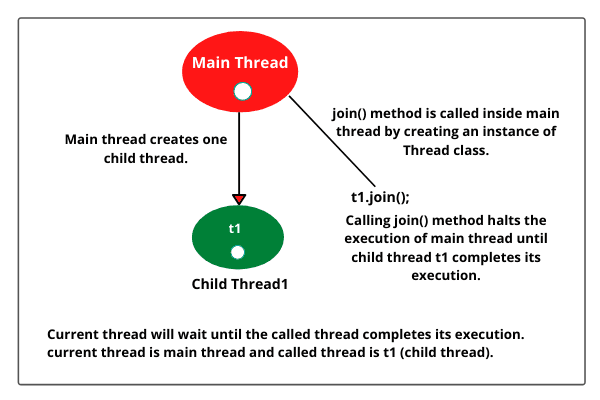 Main Thread
join() method is called inside main
thread by creating an instance of
Thread class.
Main thread creates one
child thread.
t1.join();
Calling join() method halts the
execution of main thread until
child thread t1 completes its
execution.
t1
Child Thread1
Current thread will wait until the called thread completes its execution.
current thread is main thread and called thread is t1 (child thread).